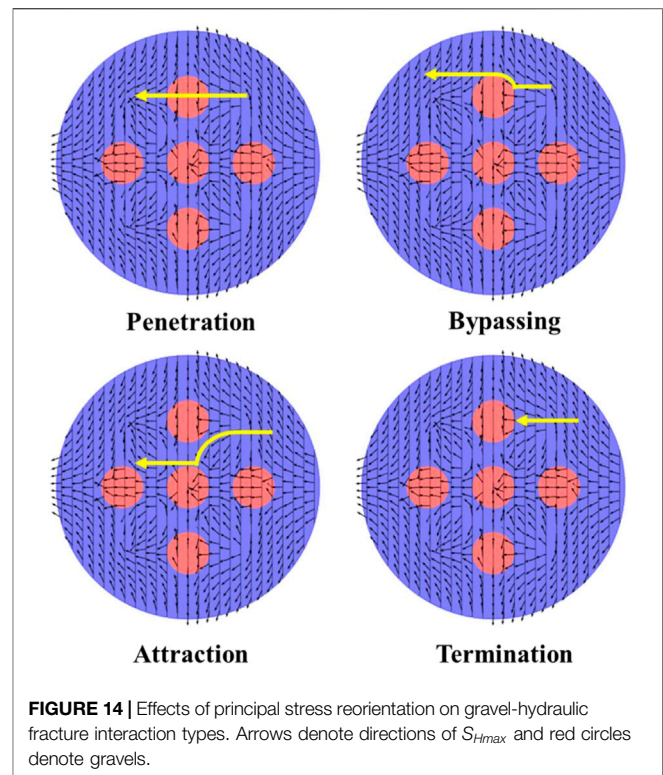 Penetration
Bypassing
Attraction
Termination
FIGURE 14 | Effects of principal stress reorientation on gravel-hydraulic
fracture interaction types. Arrows denote directions of SHmax and red circles
denote gravels.